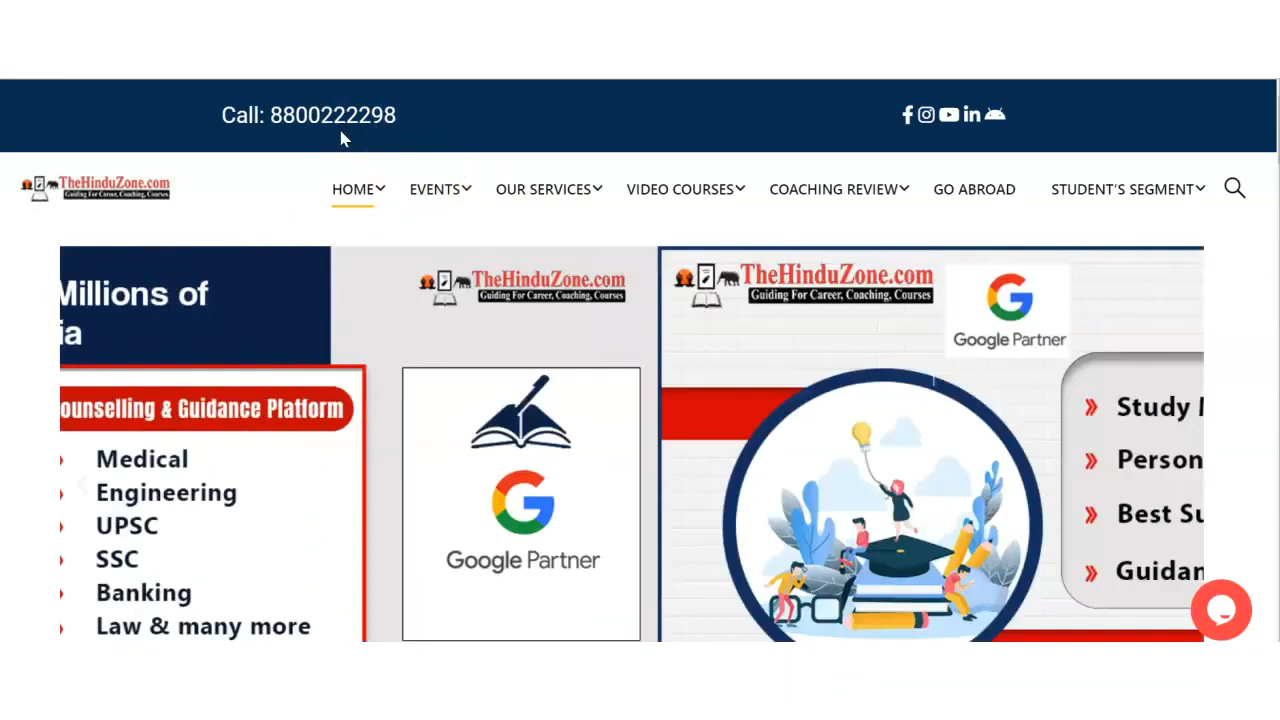 Call: 8800222298
TheHinduZone.com
Guiding For Career, Coaching, Courses
HOME
EVENTS
OUR SERVICES
VIDEO COURSES
COACHING REVIEW
GO ABROAD
STUDENT'S SEGMENT
Millions of
ia
ounselling & Guidance Platform
Medical
Engineering
UPSC
SSC
Banking
Law & many more
TheHinduZone.com
Guiding For Career, Coaching, Courses
Google Partner
TheHinduZone.com
Guiding For Career, Coaching, Courses
Google Partner
Study
Person
Best Su
Guidan